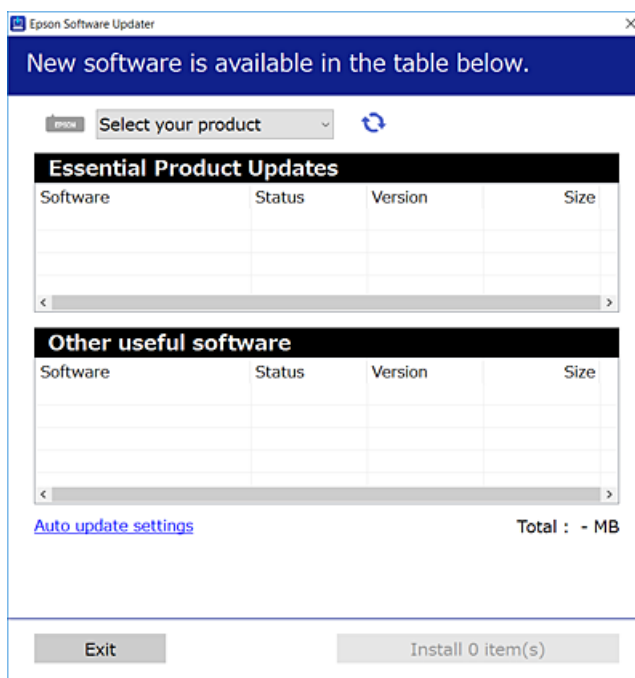 Epson Software Updater
New software is available in the table below.
EPSON Select your product
Essential Product Updates
Software Status Version Size
Other useful software
Software Status Version Size
Auto update settings Total : - MB
Exit Install 0 item(s)